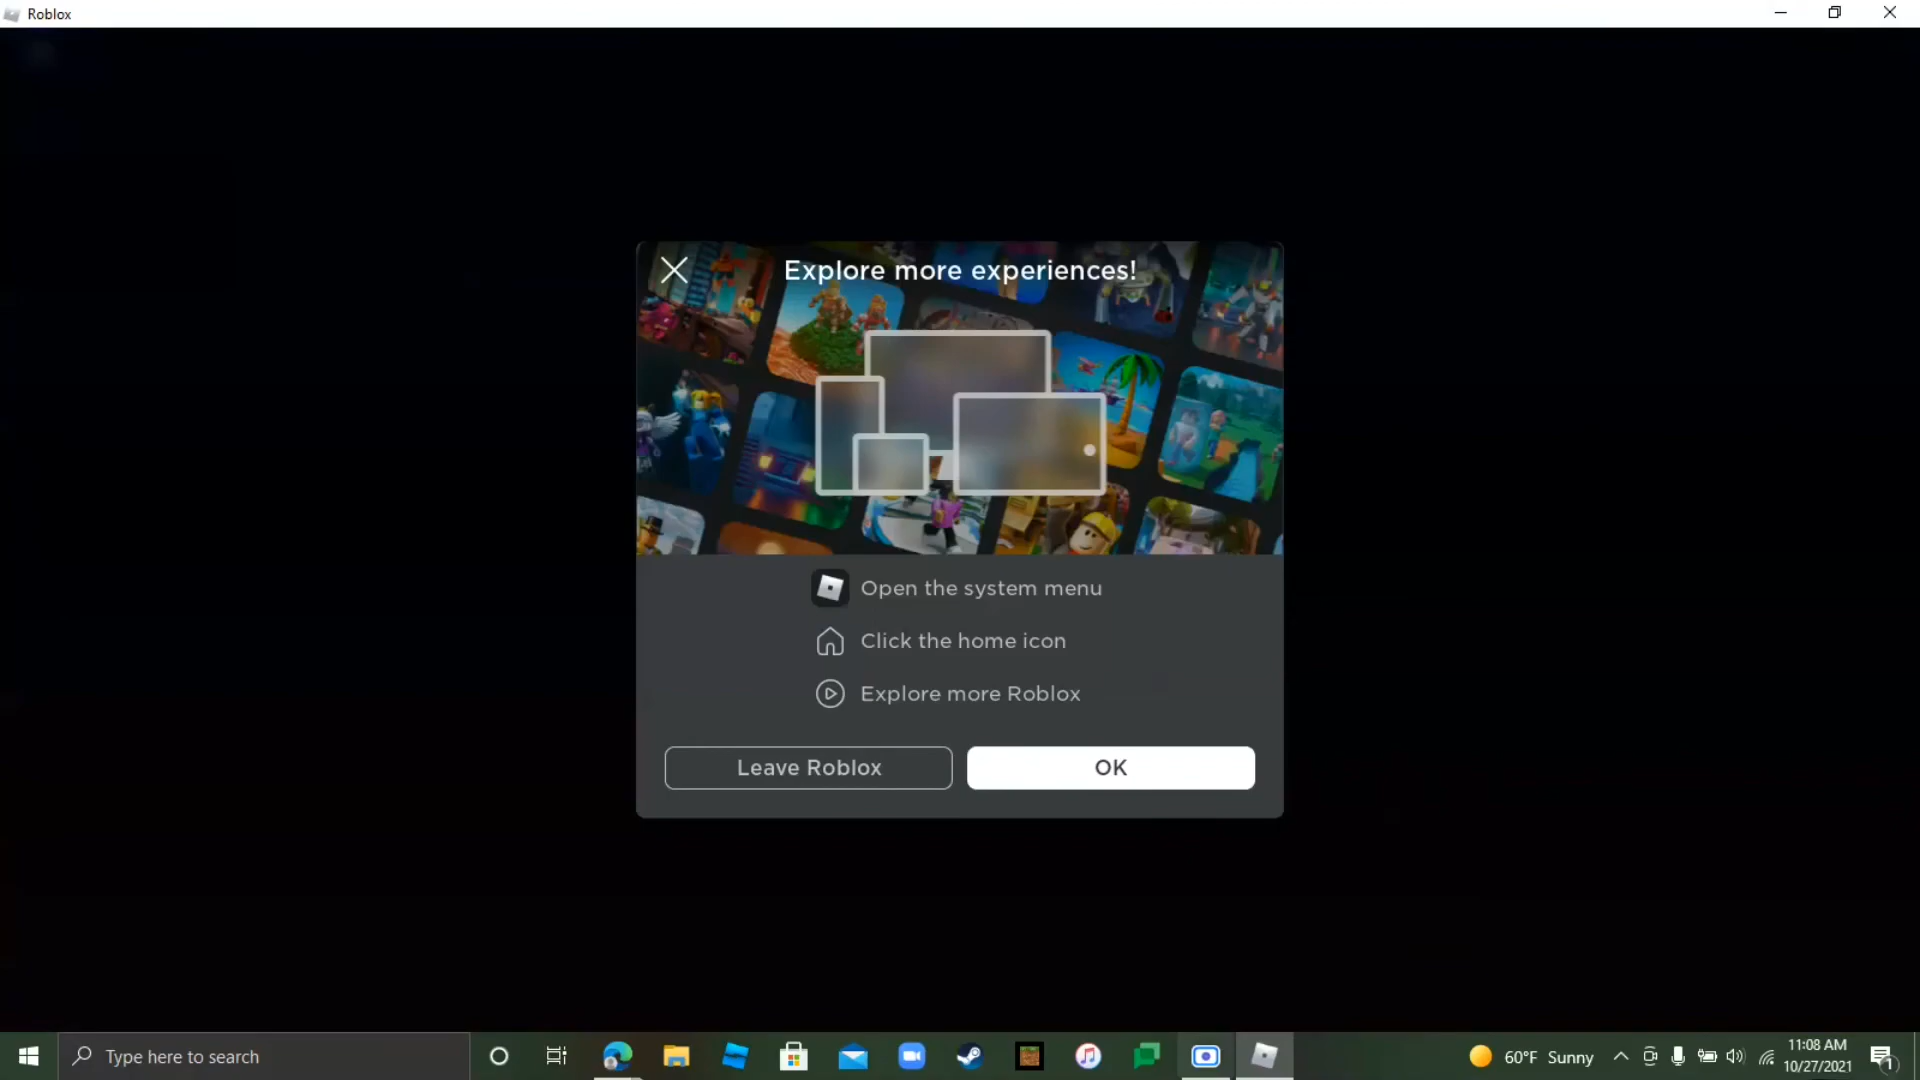 Roblox
Explore more experiences!
Open the system menu
Click the home icon
Explore more Roblox
Leave Roblox
OK
Type here to search
60°F Sunny
11:08 AM
10/27/2021
1